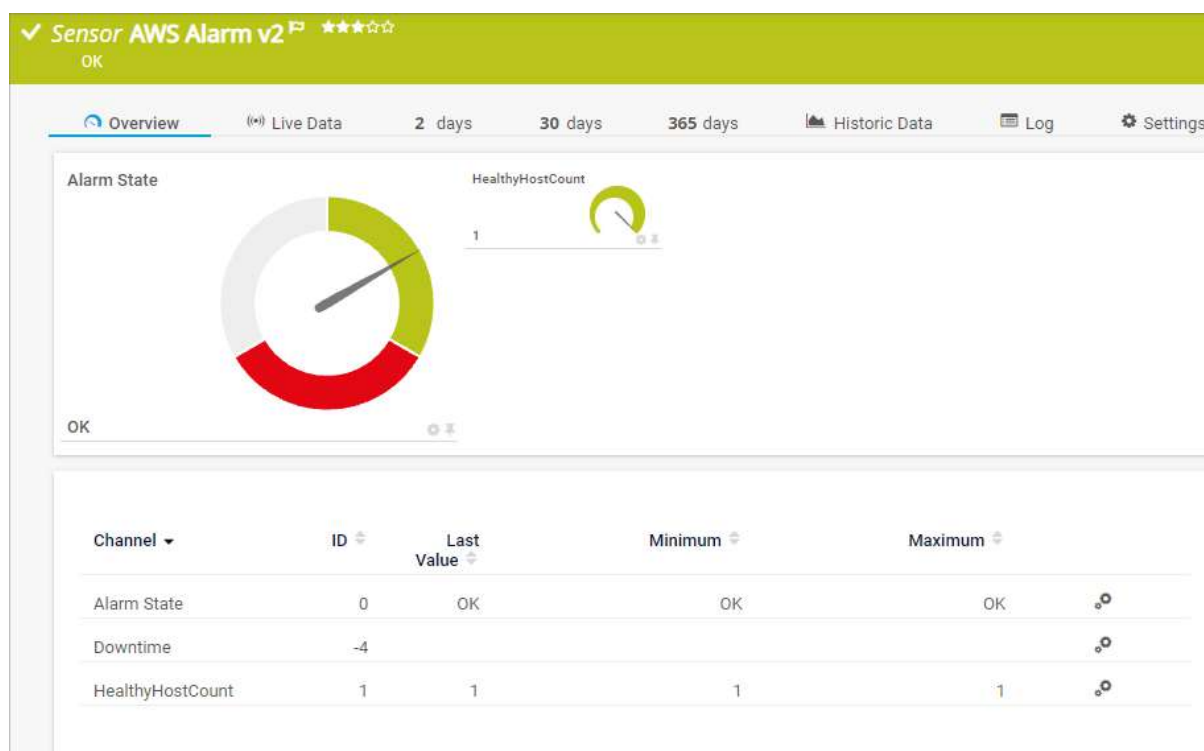 Sensor AWS Alarm v2
OK
Overview Live Data 2 days 30 days 365 days Historic Data Log Settings
Alarm State
HealthyHostCount
1
OK
Channel ID Last Value Minimum Maximum
Alarm State 0 OK OK OK
Downtime -4
HealthyHostCount 1 1 1 1